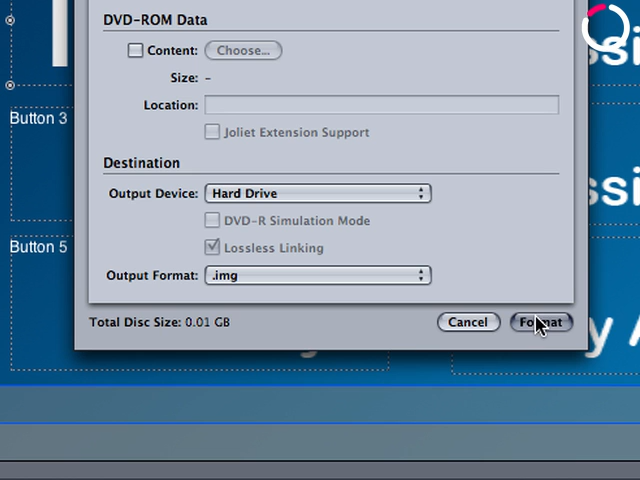 DVD-ROM Data
Content: Choose...
Size: –
Location:
Joliet Extension Support
Button 3
Destination
Output Device: Hard Drive
DVD-R Simulation Mode
Button 5
Lossless Linking
Output Format: .img
Total Disc Size: 0.01 GB
Cancel
Format